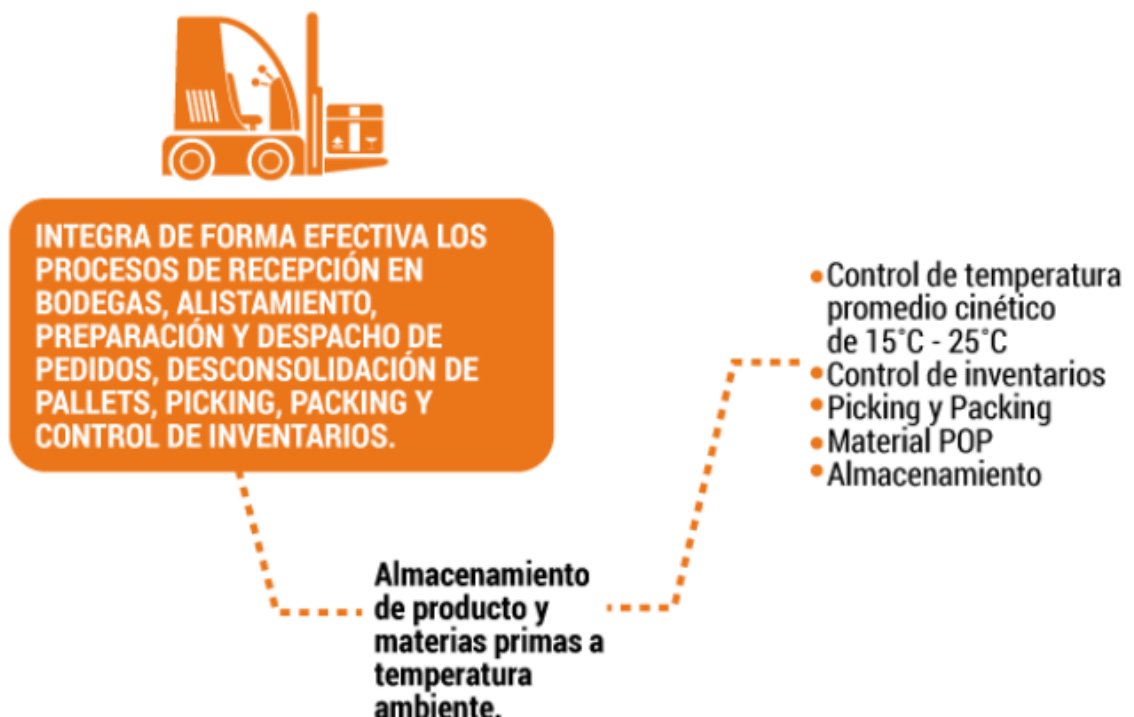 INTEGRA DE FORMA EFECTIVA LOS
PROCESOS DE RECEPCIÓN EN
BODEGAS, ALISTAMIENTO,
PREPARACIÓN Y DESPACHO DE
PEDIDOS, DESCONSOLIDACIÓN DE
PALLETS, PICKING, PACKING Y
CONTROL DE INVENTARIOS.
Almacenamiento
de producto y
materias primas a
temperatura
ambiente.
•Control de temperatura
promedio cinético
de 15°C - 25°C
•Control de inventarios
•Picking y Packing
•Material POP
•Almacenamiento